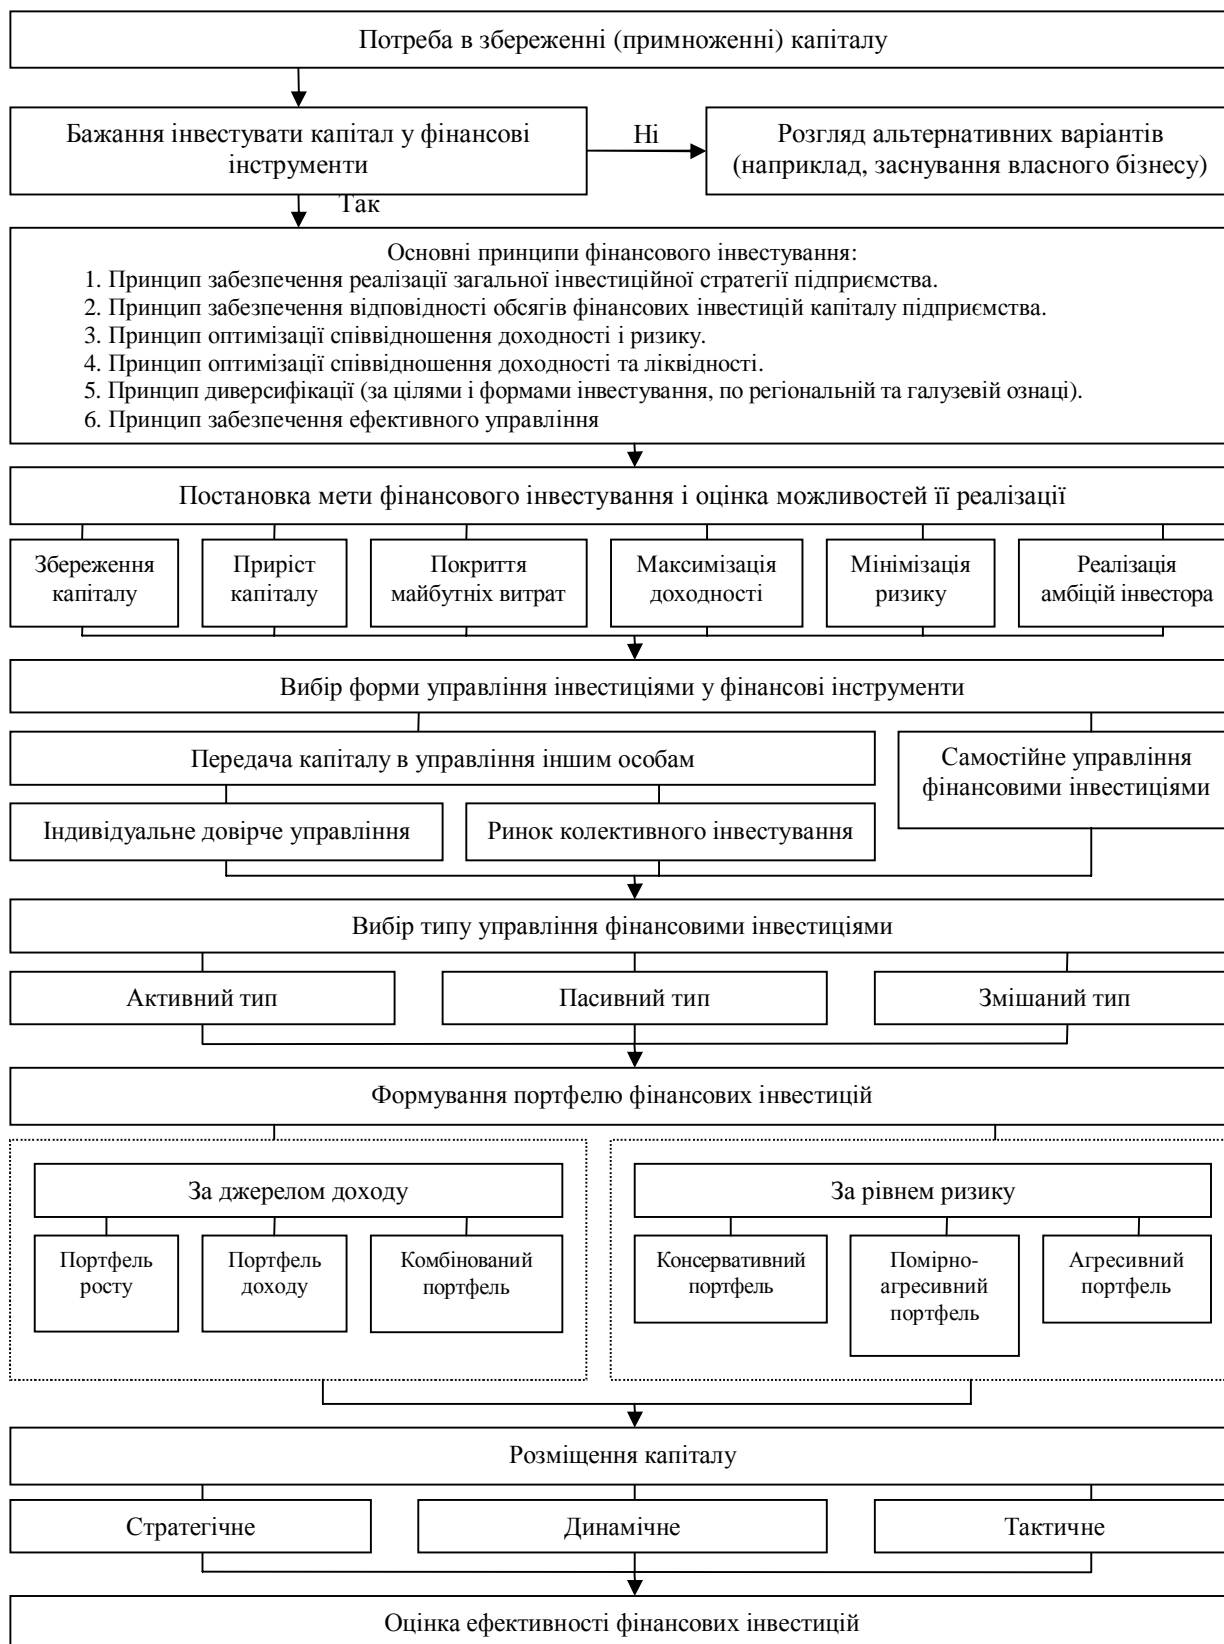 Потреба в збереженні (примноженні) капіталу
Бажання інвестувати капітал у фінансові
інструменти
Ні
Розгляд альтернативних варіантів
(наприклад, заснування власного бізнесу)
Так
Основні принципи фінансового інвестування:
1. Принцип забезпечення реалізації загальної інвестиційної стратегії підприємства.
2. Принцип забезпечення відповідності обсягів фінансових інвестицій капіталу підприємства.
3. Принцип оптимізації співвідношення доходності і ризику.
4. Принцип оптимізації співвідношення доходності та ліквідності.
5. Принцип диверсифікації (за цілями і формами інвестування, по регіональній та галузевій ознаці).
6. Принцип забезпечення ефективного управління
Постановка мети фінансового інвестування і оцінка можливостей її реалізації
Збереження
капіталу
Приріст
капіталу
Покриття
майбутніх витрат
Максимізація
доходності
Мінімізація
ризику
Реалізація
амбіцій інвестора
Вибір форми управління інвестиціями у фінансові інструменти
Передача капіталу в управління іншим особам
Самостійне управління
фінансовими інвестиціями
Індивідуальне довірче управління
Ринок колективного інвестування
Вибір типу управління фінансовими інвестиціями
Активний тип
Пасивний тип
Змішаний тип
Формування портфелю фінансових інвестицій
За джерелом доходу
Портфель
росту
Портфель
доходу
Комбінований
портфель
За рівнем ризику
Консервативний
портфель
Помірно-
агресивний
портфель
Агресивний
портфель
Розміщення капіталу
Стратегічне
Динамічне
Тактичне
Оцінка ефективності фінансових інвестицій